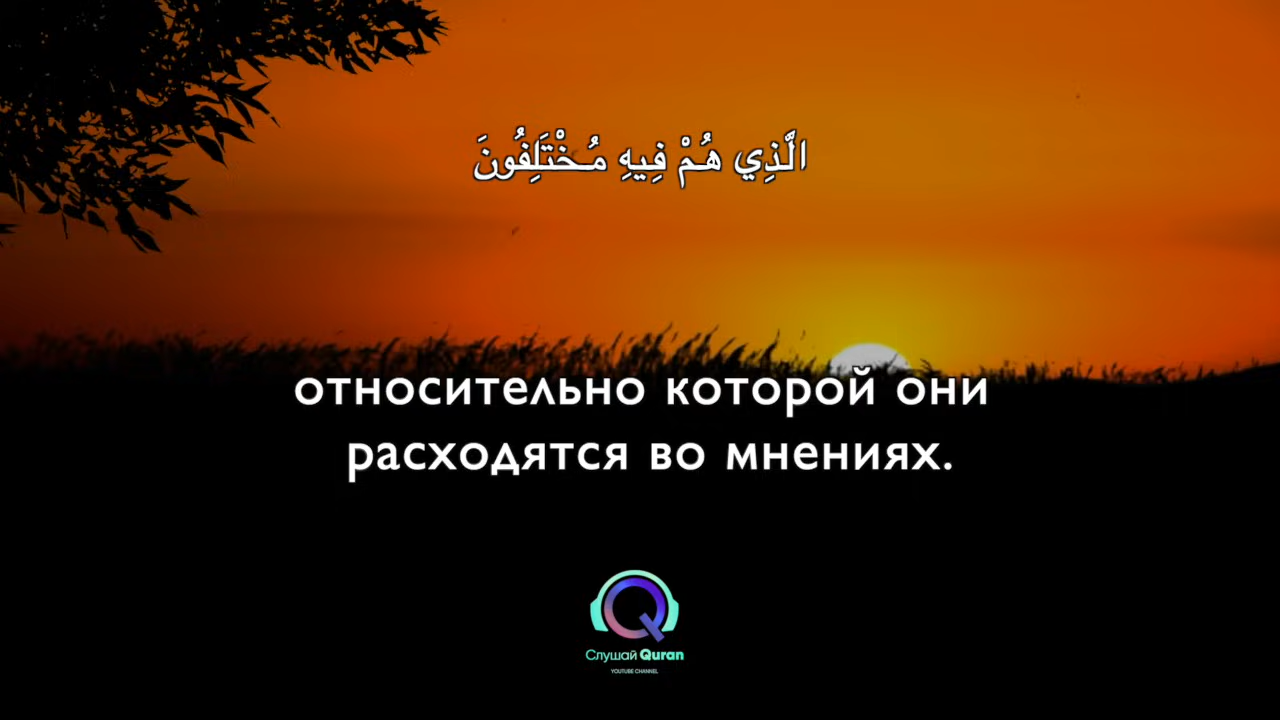 الَّذِي هُمْ فِيهِ مُخْتَلِفُونَ
относительно которой они
расходятся во мнениях.
Слушай Quran
YOUTUBE CHANNEL